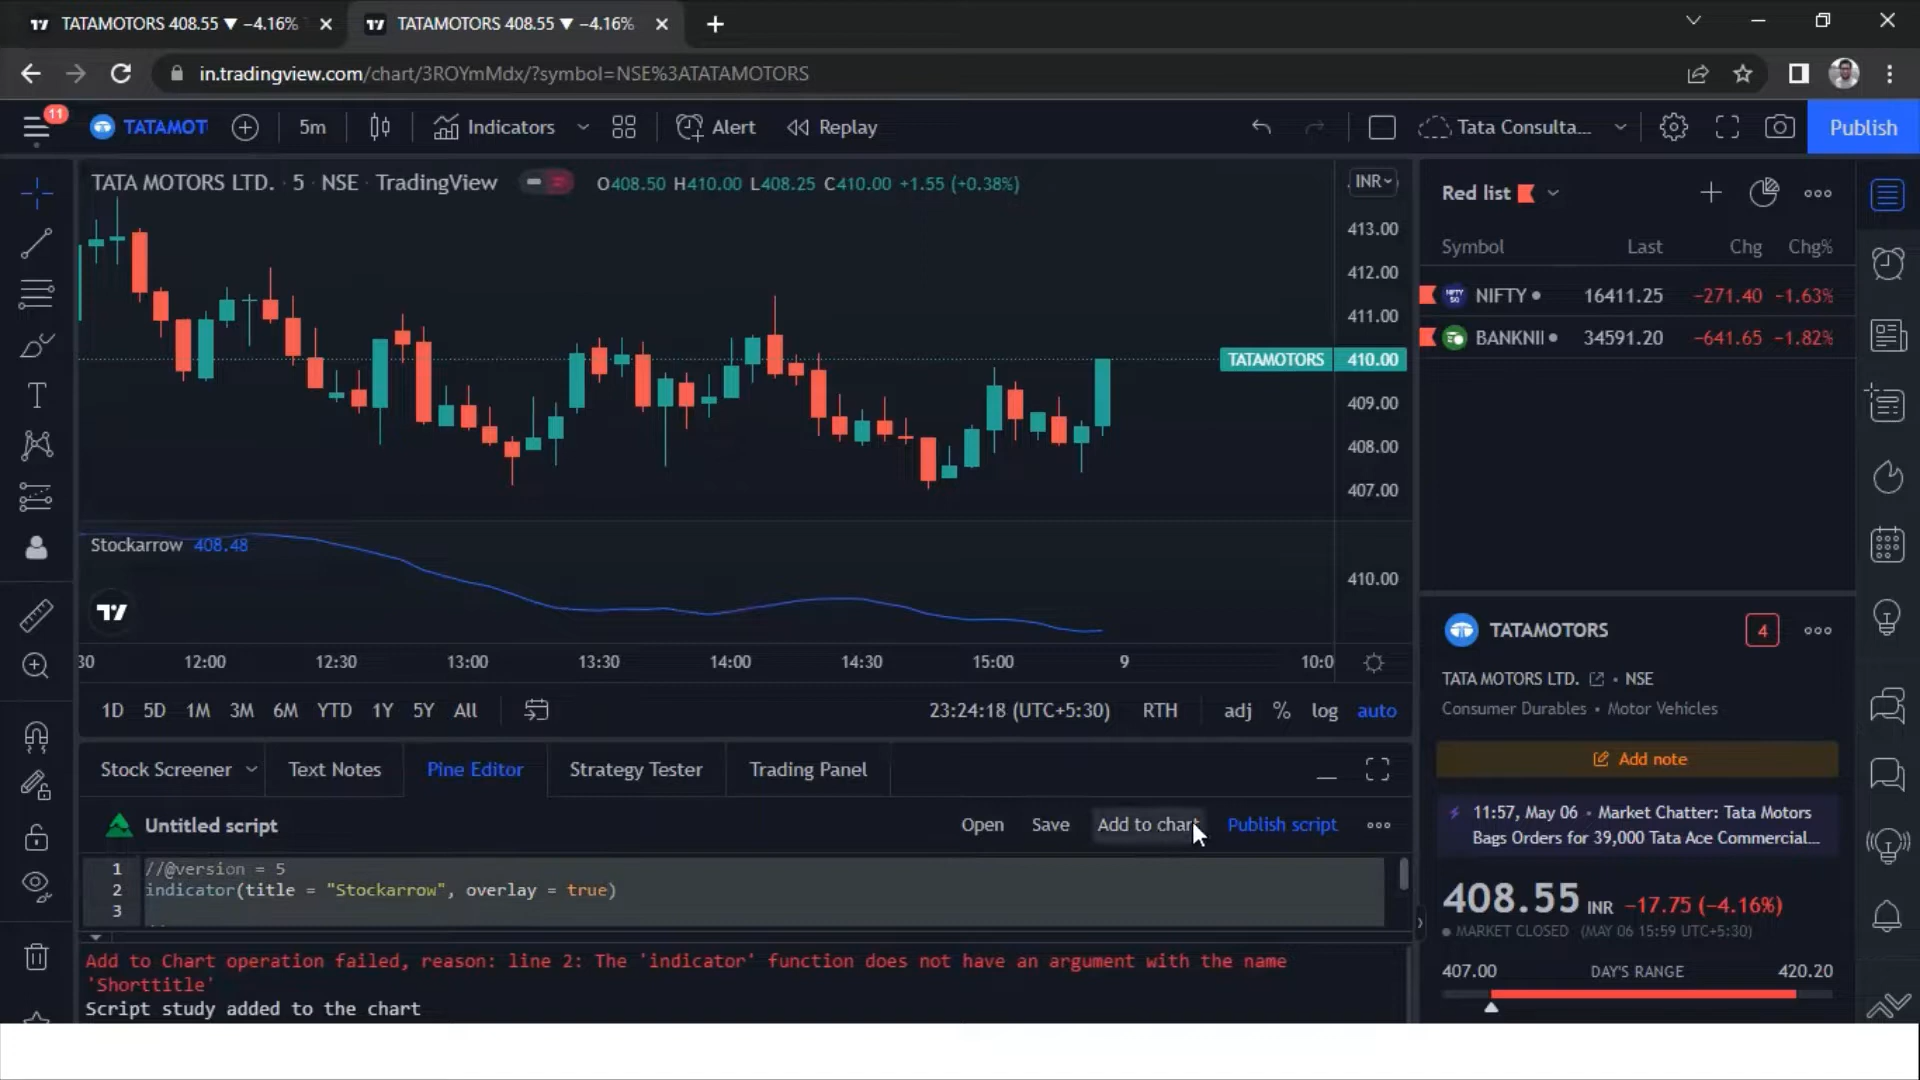 TATAMOTORS 408.55 ▼ −4.16%
TATAMOTORS 408.55 ▼ −4.16%
in.tradingview.com/chart/3ROYmMdx/?symbol=NSE%3ATATAMOTORS
11
TATAMOT
5m
Indicators
Alert
Replay
Tata Consulta...
Publish
TATA MOTORS LTD. · 5 · NSE · TradingView
O408.50 H410.00 L408.25 C410.00 +1.55 (+0.38%)
INR
413.00
412.00
411.00
TATAMOTORS 410.00
409.00
408.00
407.00
Stockarrow 408.48
410.00
30 12:00 12:30 13:00 13:30 14:00 14:30 15:00 9 10:0
1D 5D 1M 3M 6M YTD 1Y 5Y All
23:24:18 (UTC+5:30) RTH adj % log auto
Stock Screener
Text Notes
Pine Editor
Strategy Tester
Trading Panel
Untitled script
Open Save Add to chart Publish script
1 //@version = 5
2 indicator(title = "Stockarrow", overlay = true)
3
Add to Chart operation failed, reason: line 2: The 'indicator' function does not have an argument with the name
'Shorttitle'
Script study added to the chart
Red list
Symbol Last Chg Chg%
NIFTY 16411.25 −271.40 −1.63%
BANKNII 34591.20 −641.65 −1.82%
TATAMOTORS
4
TATA MOTORS LTD. • NSE
Consumer Durables • Motor Vehicles
Add note
11:57, May 06 • Market Chatter: Tata Motors
Bags Orders for 39,000 Tata Ace Commercial...
408.55 INR −17.75 (−4.16%)
MARKET CLOSED (MAY 06 15:59 UTC+5:30)
407.00 DAY'S RANGE 420.20